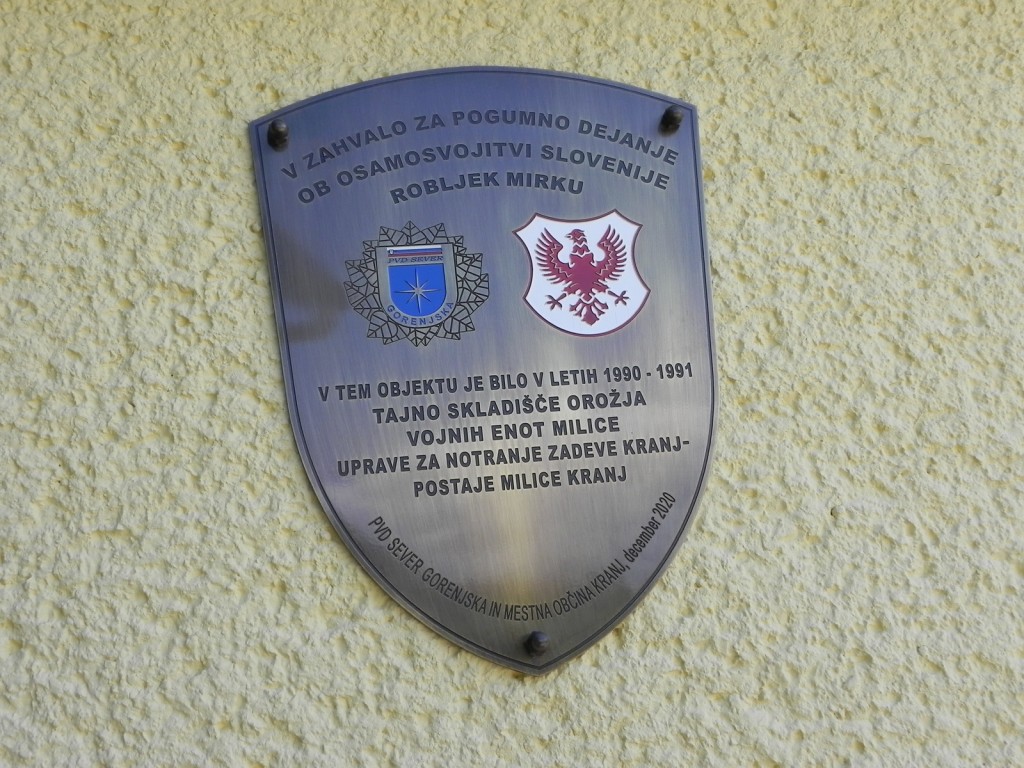 V ZAHVALO ZA POGUMNO DEJANJE
OB OSAMOSVOJITVI SLOVENIJE
ROBLJEK MIRKU
PVD SEVER
GORENJSKA
V TEM OBJEKTU JE BILO V LETIH 1990 - 1991
TAJNO SKLADIŠČE OROŽJA
VOJNIH ENOT MILICE
UPRAVE ZA NOTRANJE ZADEVE KRANJ-
POSTAJE MILICE KRANJ
PVD SEVER GORENJSKA IN MESTNA OBČINA KRANJ, december 2020